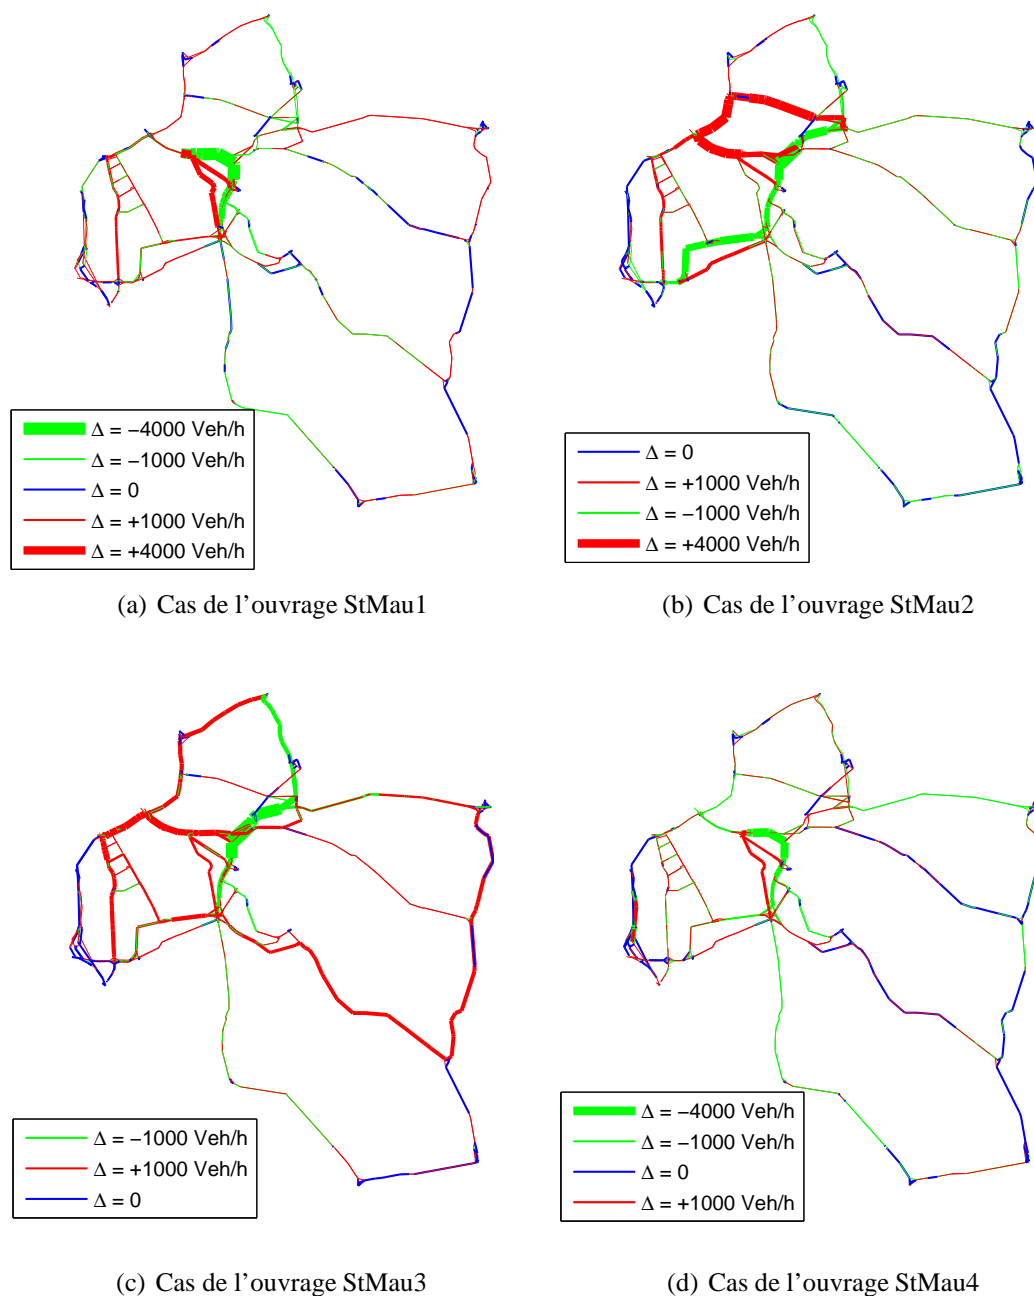 Δ = −4000 Veh/h
Δ = −1000 Veh/h
Δ = 0
Δ = +1000 Veh/h
Δ = +4000 Veh/h
(a) Cas de l'ouvrage StMau1
Δ = 0
Δ = +1000 Veh/h
Δ = −1000 Veh/h
Δ = +4000 Veh/h
(b) Cas de l'ouvrage StMau2
Δ = −1000 Veh/h
Δ = +1000 Veh/h
Δ = 0
(c) Cas de l'ouvrage StMau3
Δ = −4000 Veh/h
Δ = −1000 Veh/h
Δ = 0
Δ = +1000 Veh/h
(d) Cas de l'ouvrage StMau4